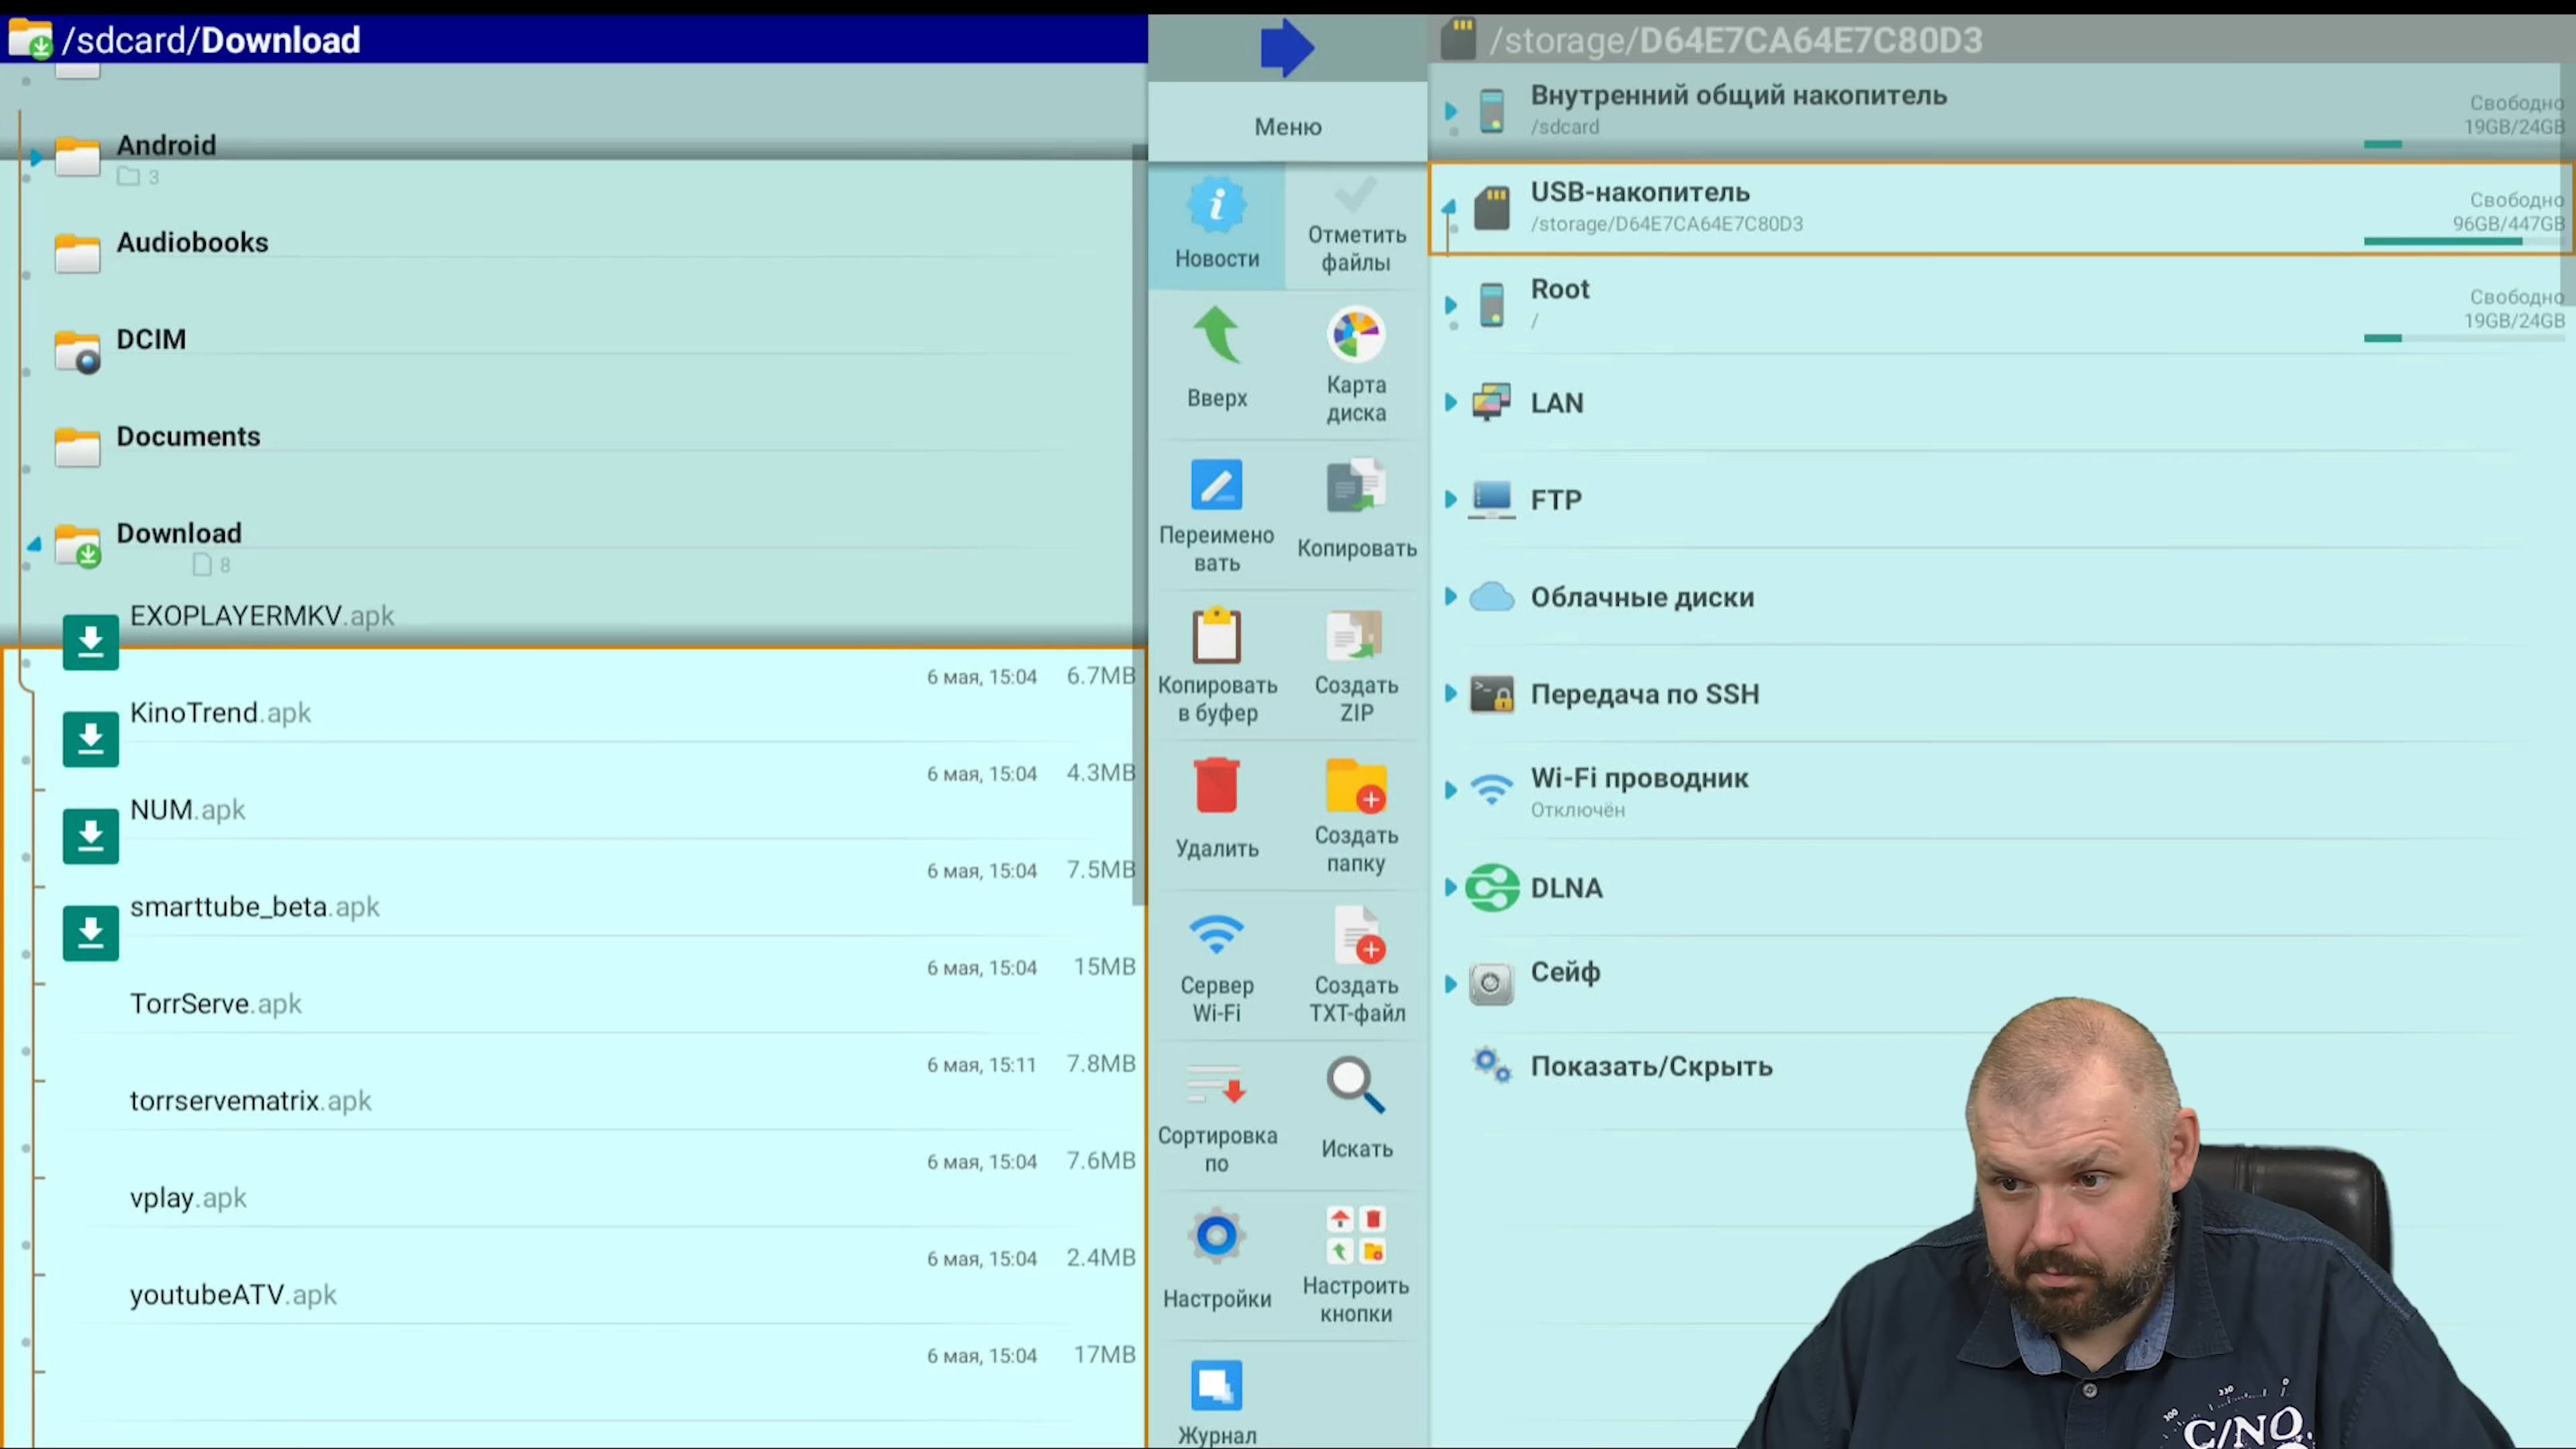 /sdcard/Download
Android
3
Audiobooks
DCIM
Documents
Download
8
EXOPLAYERMKV.apk
6 мая, 15:04 6.7MB
KinoTrend.apk
6 мая, 15:04 4.3MB
NUM.apk
6 мая, 15:04 7.5MB
smarttube_beta.apk
6 мая, 15:04 15MB
TorrServe.apk
6 мая, 15:11 7.8MB
torrservematrix.apk
6 мая, 15:04 7.6MB
vplay.apk
6 мая, 15:04 2.4MB
youtubeATV.apk
6 мая, 15:04 17MB
Меню
Новости
Отметить
файлы
Вверх
Карта
диска
Переимено
вать
Копировать
Копировать
в буфер
Создать
ZIP
Удалить
Создать
папку
Сервер
Wi-Fi
Создать
TXT-файл
Сортировка
по
Искать
Настройки
Настроить
кнопки
Журнал
/storage/D64E7CA64E7C80D3
Внутренний общий накопитель
/sdcard
Свободно
19GB/24GB
USB-накопитель
/storage/D64E7CA64E7C80D3
Свободно
96GB/447GB
Root
/
Свободно
19GB/24GB
LAN
FTP
Облачные диски
Передача по SSH
Wi-Fi проводник
Отключён
DLNA
Сейф
Показать/Скрыть
300 330 0
C/NO.